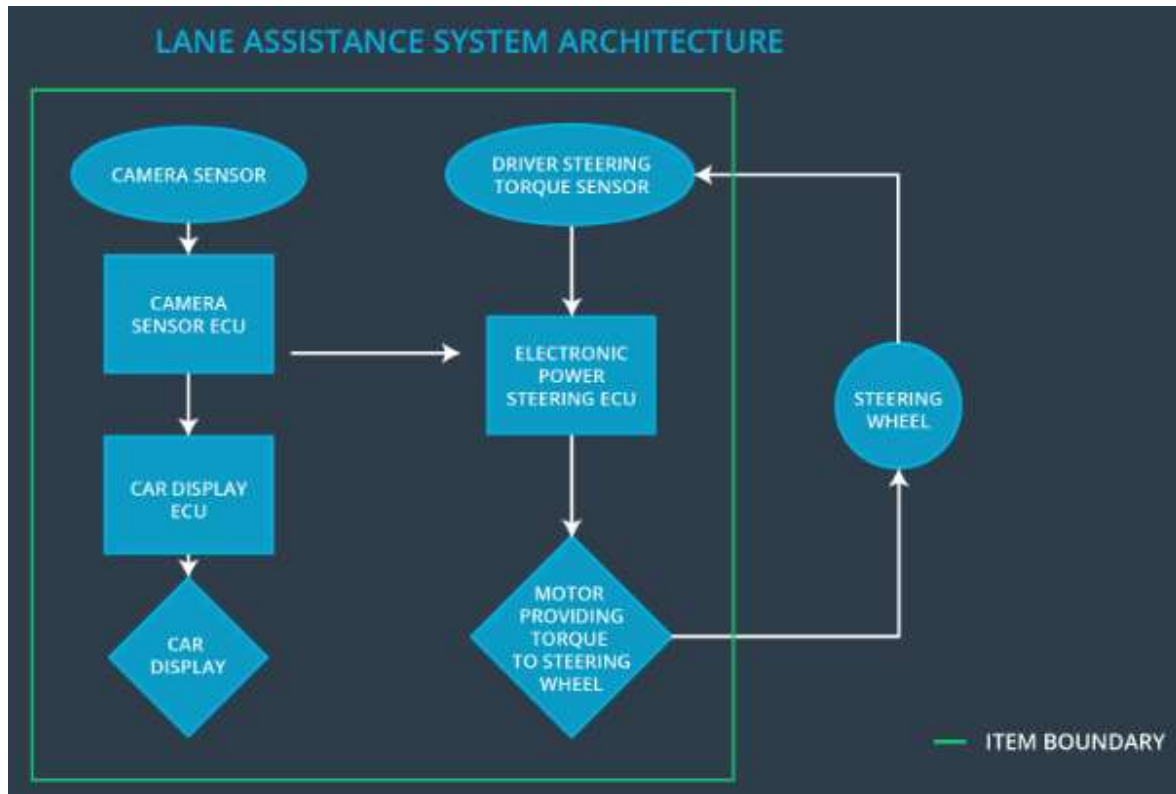 LANE ASSISTANCE SYSTEM ARCHITECTURE
CAMERA SENSOR
DRIVER STEERING
TORQUE SENSOR
CAMERA
SENSOR ECU
ELECTRONIC
POWER
STEERING ECU
STEERING
WHEEL
CAR DISPLAY
ECU
CAR
DISPLAY
MOTOR
PROVIDING
TORQUE
TO STEERING
WHEEL
ITEM BOUNDARY